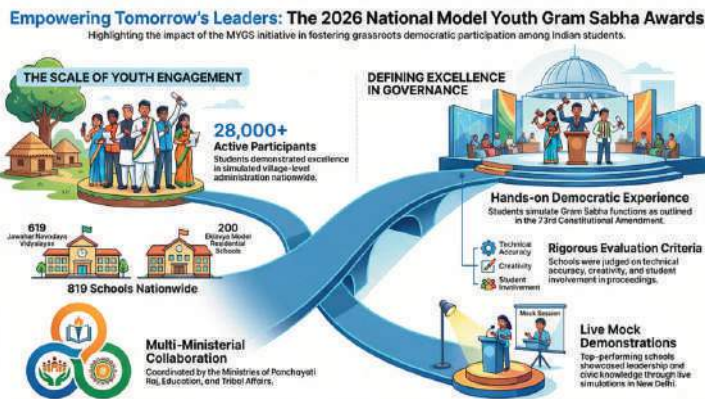 Empowering Tomorrow's Leaders: The 2026 National Model Youth Gram Sabha Awards
Highlighting the impact of the MYGS initiative in fostering grassroots democratic participation among Indian students.
THE SCALE OF YOUTH ENGAGEMENT
28,000+
Active Participants
Students demonstrated excellence
in simulated village-level
administration nationwide.
619
Jawahar Navodaya
Vidyalayas
200
Eklavya Model
Residential
Schools
819 Schools Nationwide
Multi-Ministerial
Collaboration
Coordinated by the Ministries of Panchayati
Raj, Education, and Tribal Affairs.
DEFINING EXCELLENCE
IN GOVERNANCE
Hands-on Democratic Experience
Students simulate Gram Sabha functions as outlined
in the 73rd Constitutional Amendment.
Technical
Accuracy
Creativity
Student
Involvement
Rigorous Evaluation Criteria
Schools were judged on technical
accuracy, creativity, and student
involvement in proceedings.
Mock Session
Live Mock
Demonstrations
Top-performing schools
showcased leadership and
civic knowledge through live
simulations in New Delhi.